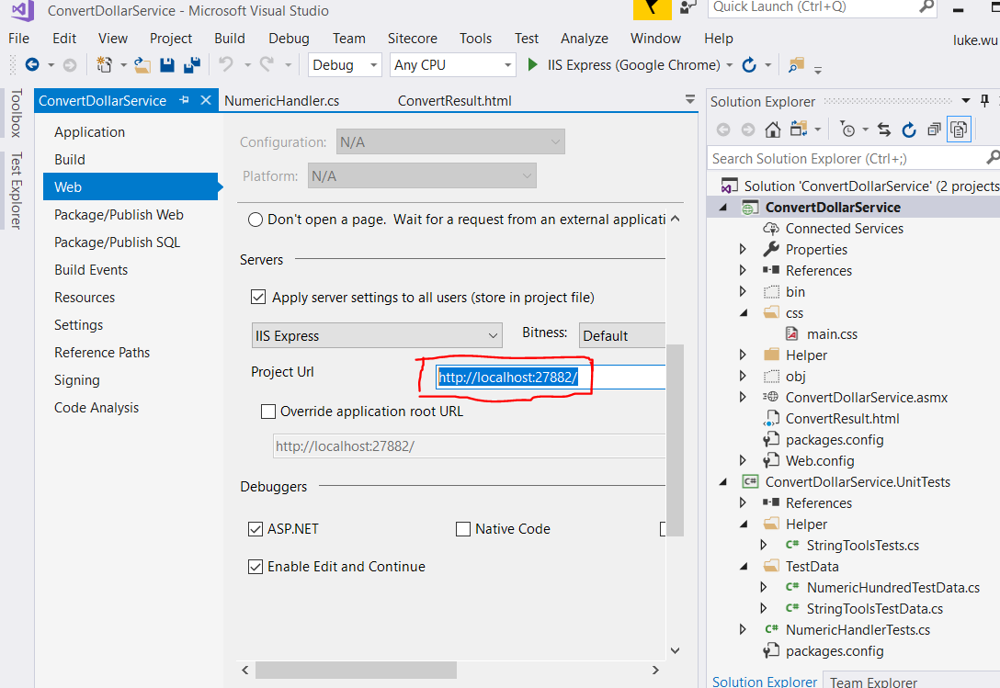 ConvertDollarService - Microsoft Visual Studio
Quick Launch (Ctrl+Q)
File Edit View Project Build Debug Team Sitecore Tools Test Analyze Window Help
luke.wu
Debug Any CPU IIS Express (Google Chrome)
Toolbox
Test Explorer
ConvertDollarService NumericHandler.cs ConvertResult.html
Application
Build
Web
Package/Publish Web
Package/Publish SQL
Build Events
Resources
Settings
Reference Paths
Signing
Code Analysis
Configuration: N/A
Platform: N/A
Don't open a page. Wait for a request from an external applicati
Servers
Apply server settings to all users (store in project file)
IIS Express Bitness: Default
Project Url http://localhost:27882/
Override application root URL
http://localhost:27882/
Debuggers
ASP.NET Native Code
Enable Edit and Continue
Solution Explorer
Search Solution Explorer (Ctrl+;)
Solution 'ConvertDollarService' (2 projects
ConvertDollarService
Connected Services
Properties
References
bin
css
main.css
Helper
obj
ConvertDollarService.asmx
ConvertResult.html
packages.config
Web.config
C# ConvertDollarService.UnitTests
References
Helper
C# StringToolsTests.cs
TestData
C# NumericHundredTestData.cs
C# StringToolsTestData.cs
C# NumericHandlerTests.cs
packages.config
Solution Explorer Team Explorer